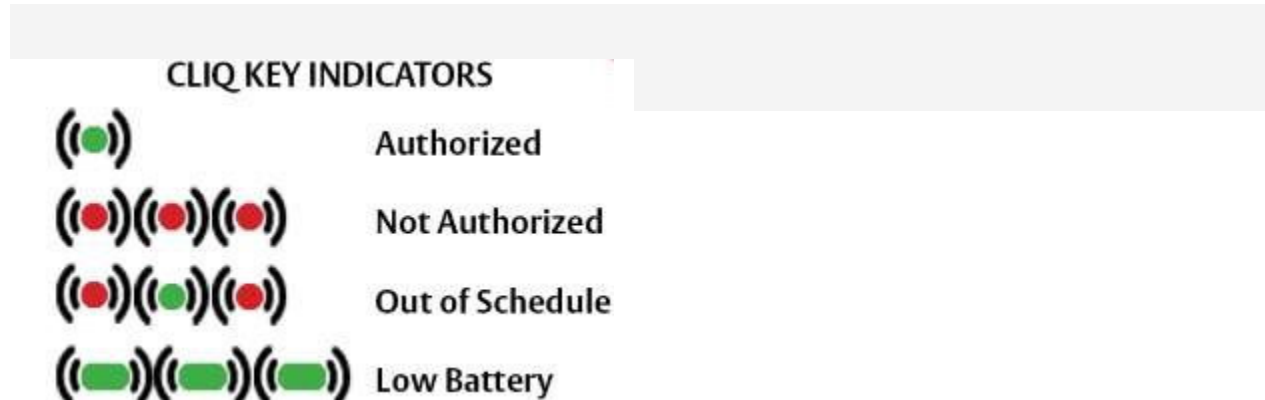 CLIQ KEY INDICATORS
Authorized
Not Authorized
Out of Schedule
Low Battery